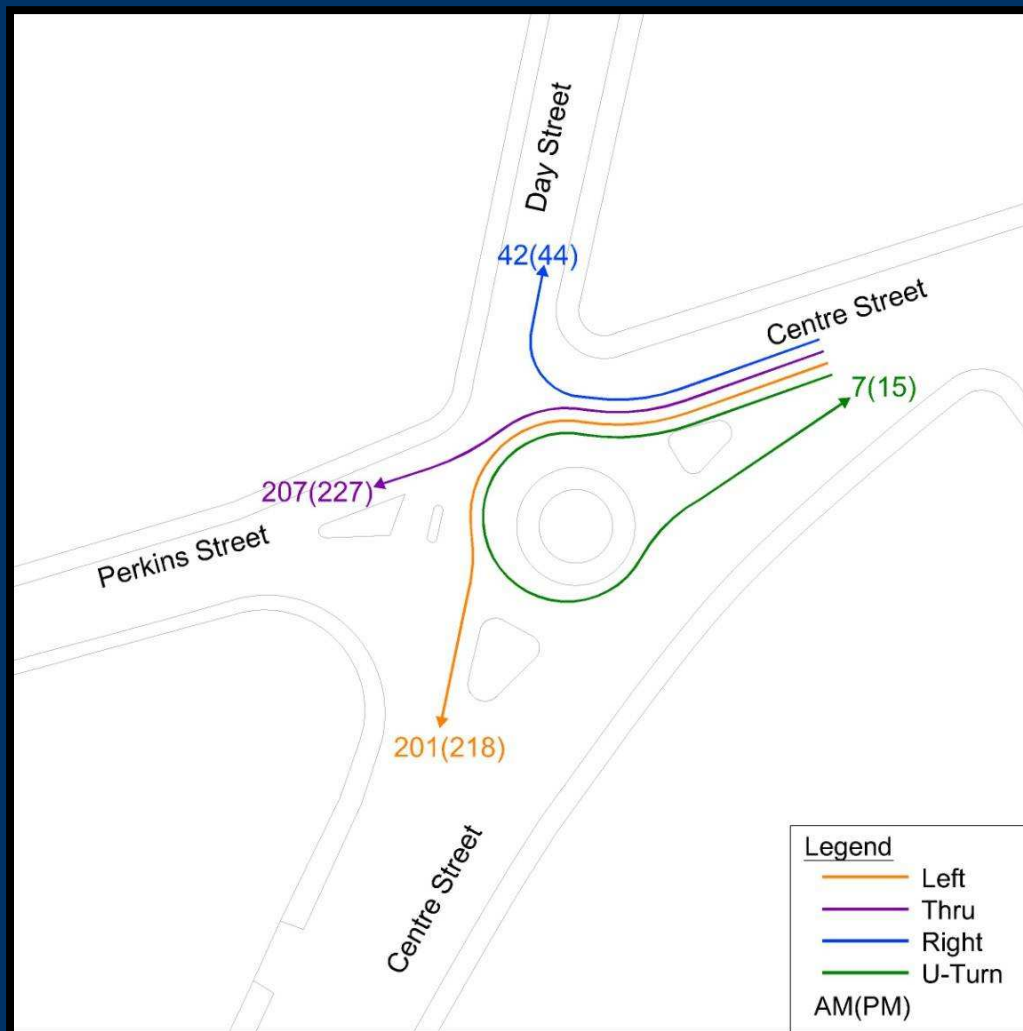 Day Street
42(44)
Centre Street
7(15)
207(227)
Perkins Street
201(218)
Centre Street
Legend
Left
Thru
Right
U-Turn
AM(PM)